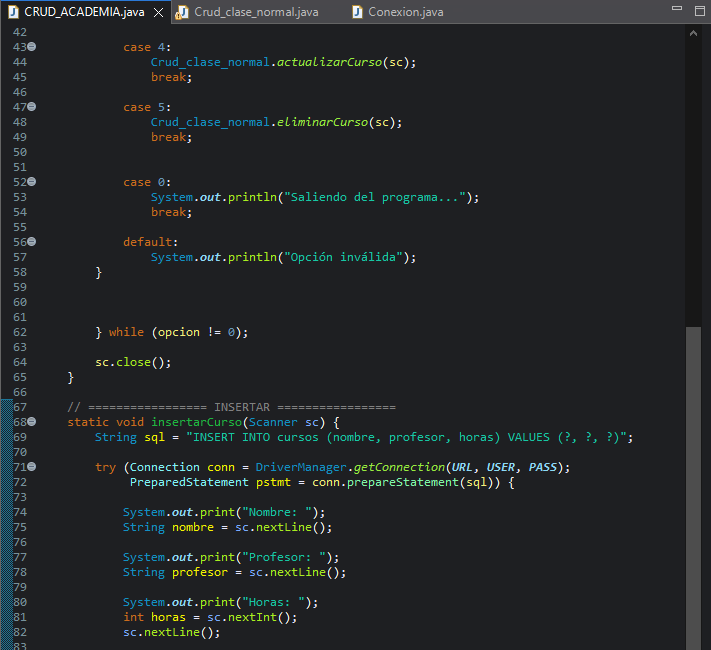 CRUD_ACADEMIA.java Crud_clase_normal.java Conexion.java
42
43 case 4:
44 Crud_clase_normal.actualizarCurso(sc);
45 break;
46
47 case 5:
48 Crud_clase_normal.eliminarCurso(sc);
49 break;
50
51
52 case 0:
53 System.out.println("Saliendo del programa...");
54 break;
55
56 default:
57 System.out.println("Opción inválida");
58 }
59
60
61
62 } while (opcion != 0);
63
64 sc.close();
65 }
66
67 // ================= INSERTAR =================
68 static void insertarCurso(Scanner sc) {
69 String sql = "INSERT INTO cursos (nombre, profesor, horas) VALUES (?, ?, ?)";
70
71 try (Connection conn = DriverManager.getConnection(URL, USER, PASS);
72 PreparedStatement pstmt = conn.prepareStatement(sql)) {
73
74 System.out.print("Nombre: ");
75 String nombre = sc.nextLine();
76
77 System.out.print("Profesor: ");
78 String profesor = sc.nextLine();
79
80 System.out.print("Horas: ");
81 int horas = sc.nextInt();
82 sc.nextLine();
83